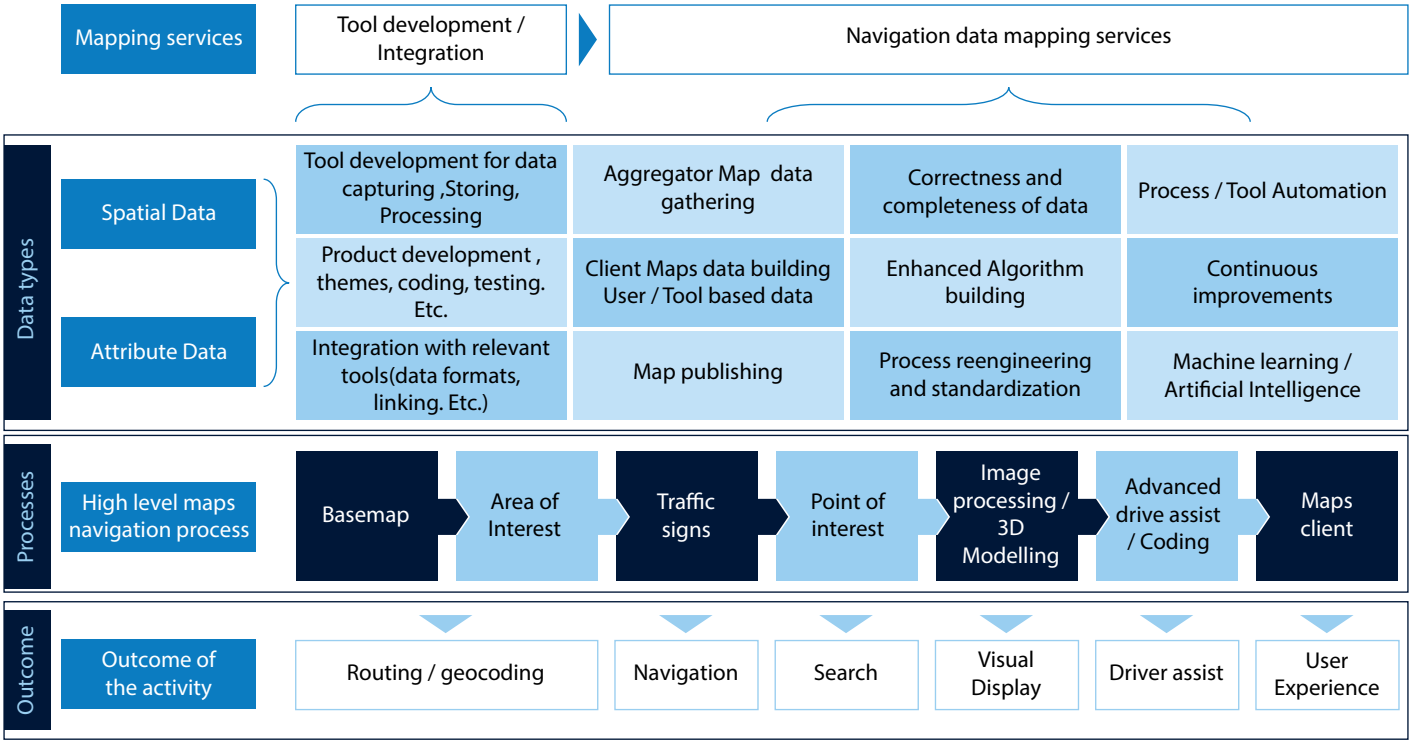 Mapping services
Tool development /
Integration
Navigation data mapping services
Data types
Spatial Data
Attribute Data
Tool development for data
capturing ,Storing,
Processing
Aggregator Map data
gathering
Correctness and
completeness of data
Process / Tool Automation
Product development ,
themes, coding, testing.
Etc.
Client Maps data building
User / Tool based data
Enhanced Algorithm
building
Continuous
improvements
Integration with relevant
tools(data formats,
linking. Etc.)
Map publishing
Process reengineering
and standardization
Machine learning /
Artificial Intelligence
Processes
High level maps
navigation process
Basemap
Area of
Interest
Traffic
signs
Point of
interest
Image
processing /
3D
Modelling
Advanced
drive assist
/ Coding
Maps
client
Outcome
Outcome of
the activity
Routing / geocoding
Navigation
Search
Visual
Display
Driver assist
User
Experience